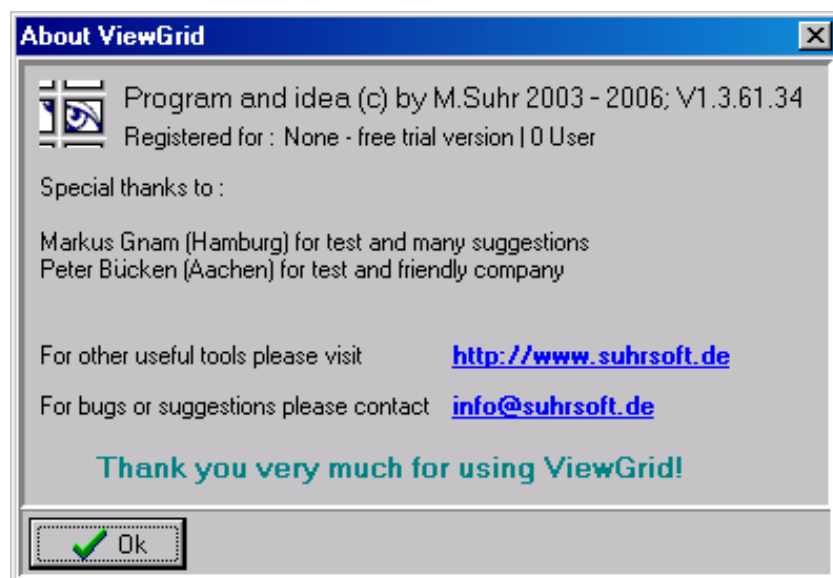 About ViewGrid
Program and idea (c) by M.Suhr 2003 - 2006; V1.3.61.34
Registered for : None - free trial version | 0 User
Special thanks to :
Markus Gnam (Hamburg) for test and many suggestions
Peter Bücken (Aachen) for test and friendly company
For other useful tools please visit http://www.suhrsoft.de
For bugs or suggestions please contact info@suhrsoft.de
Thank you very much for using ViewGrid!
Ok